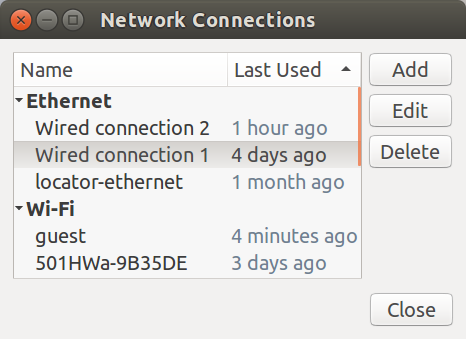 Network Connections
Name Last Used
Add
Ethernet
Edit
Wired connection 2 1 hour ago
Wired connection 1 4 days ago
Delete
locator-ethernet 1 month ago
Wi-Fi
guest 4 minutes ago
501HWa-9B35DE 3 days ago
Close